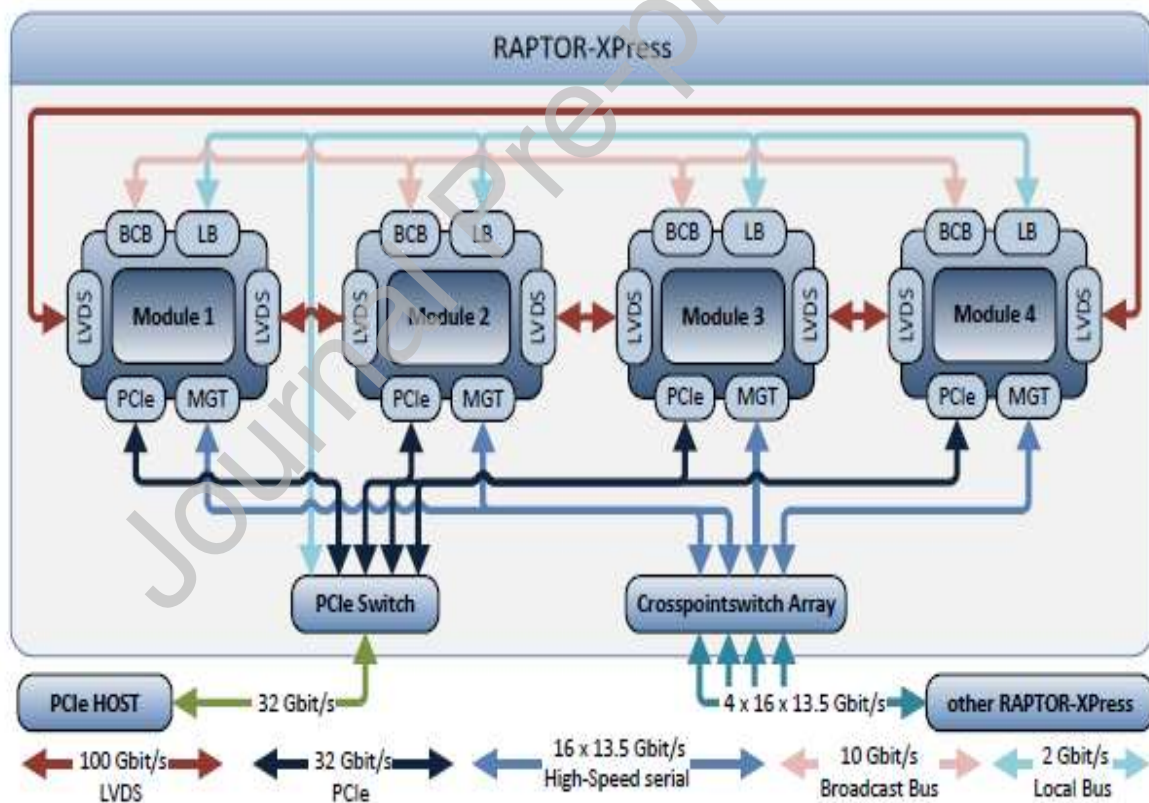 RAPTOR-XPress
BCB LB BCB LB BCB LB BCB LB
LVDS Module 1 LVDS LVDS Module 2 LVDS LVDS Module 3 LVDS LVDS Module 4 LVDS
PCIe MGT PCIe MGT PCIe MGT PCIe MGT
PCIe Switch Crosspointswitch Array
PCIe HOST 32 Gbit/s 4 x 16 x 13.5 Gbit/s other RAPTOR-XPress
100 Gbit/s 32 Gbit/s 16 x 13.5 Gbit/s 10 Gbit/s 2 Gbit/s
LVDS PCIe High-Speed serial Broadcast Bus Local Bus
Journal Pre-p